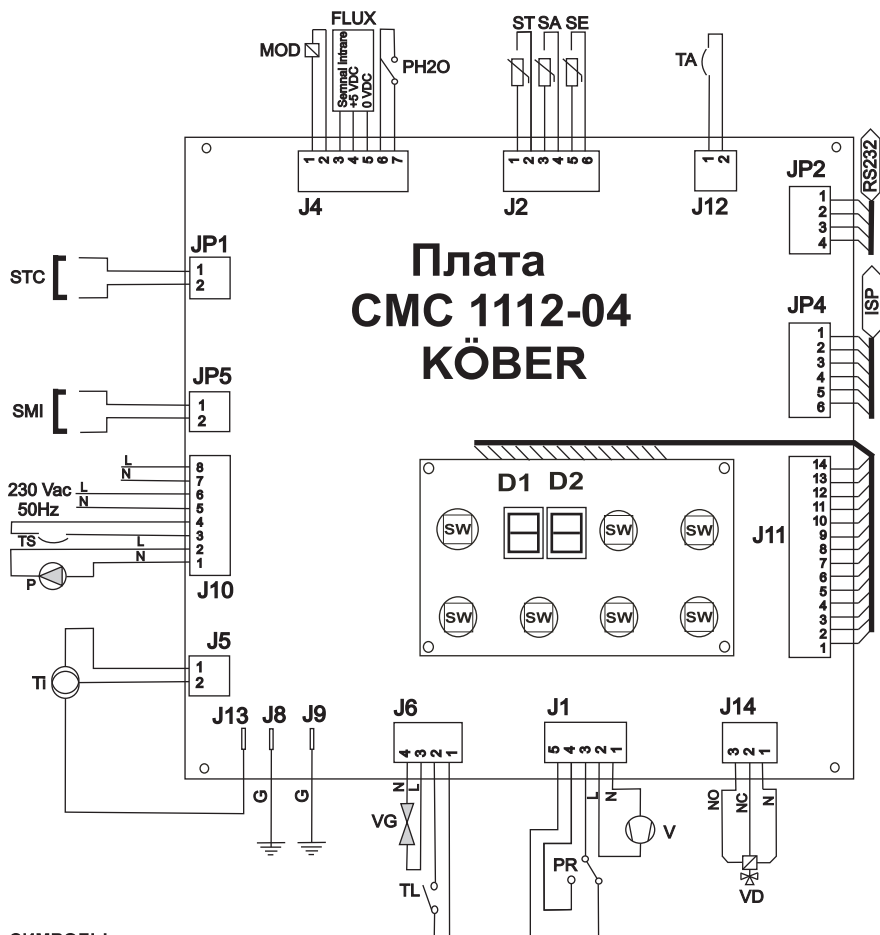 FLUX
MOD
Semnal Intrare
+5 VDC
0 VDC
PH2O
ST SA SE
TA
1 2 3 4 5 6 7
J4
1 2 3 4 5 6
J2
1 2
J12
JP2
RS232
1
2
3
4
STC
JP1
1
2
Плата
СМС 1112-04
KÖBER
JP4
ISP
1
2
3
4
5
6
SMI
JP5
1
2
L
N
230 Vac
50Hz
L
N
TS
L
N
P
8
7
6
5
4
3
2
1
J10
D1 D2
SW
SW
SW
SW
SW
SW
SW
J11
14
13
12
11
10
9
8
7
6
5
4
3
2
1
Ti
J5
1
2
J13 J8 J9
G
G
J6
4 3 2 1
N
L
VG
TL
J1
5 4 3 2 1
L
N
V
PR
J14
3 2 1
NO
NC
N
VD